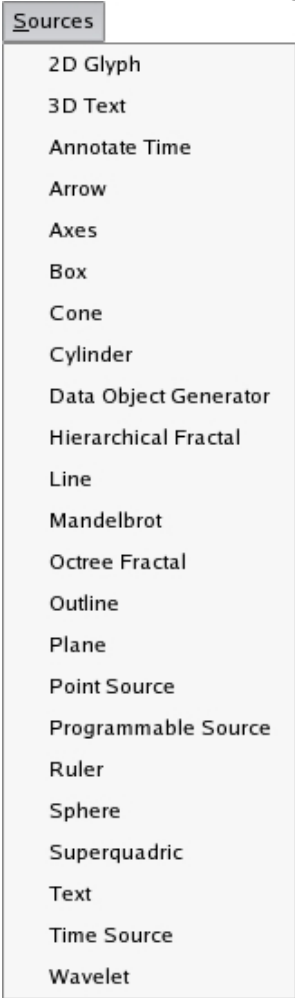 Sources
2D Glyph
3D Text
Annotate Time
Arrow
Axes
Box
Cone
Cylinder
Data Object Generator
Hierarchical Fractal
Line
Mandelbrot
Octree Fractal
Outline
Plane
Point Source
Programmable Source
Ruler
Sphere
Superquadric
Text
Time Source
Wavelet